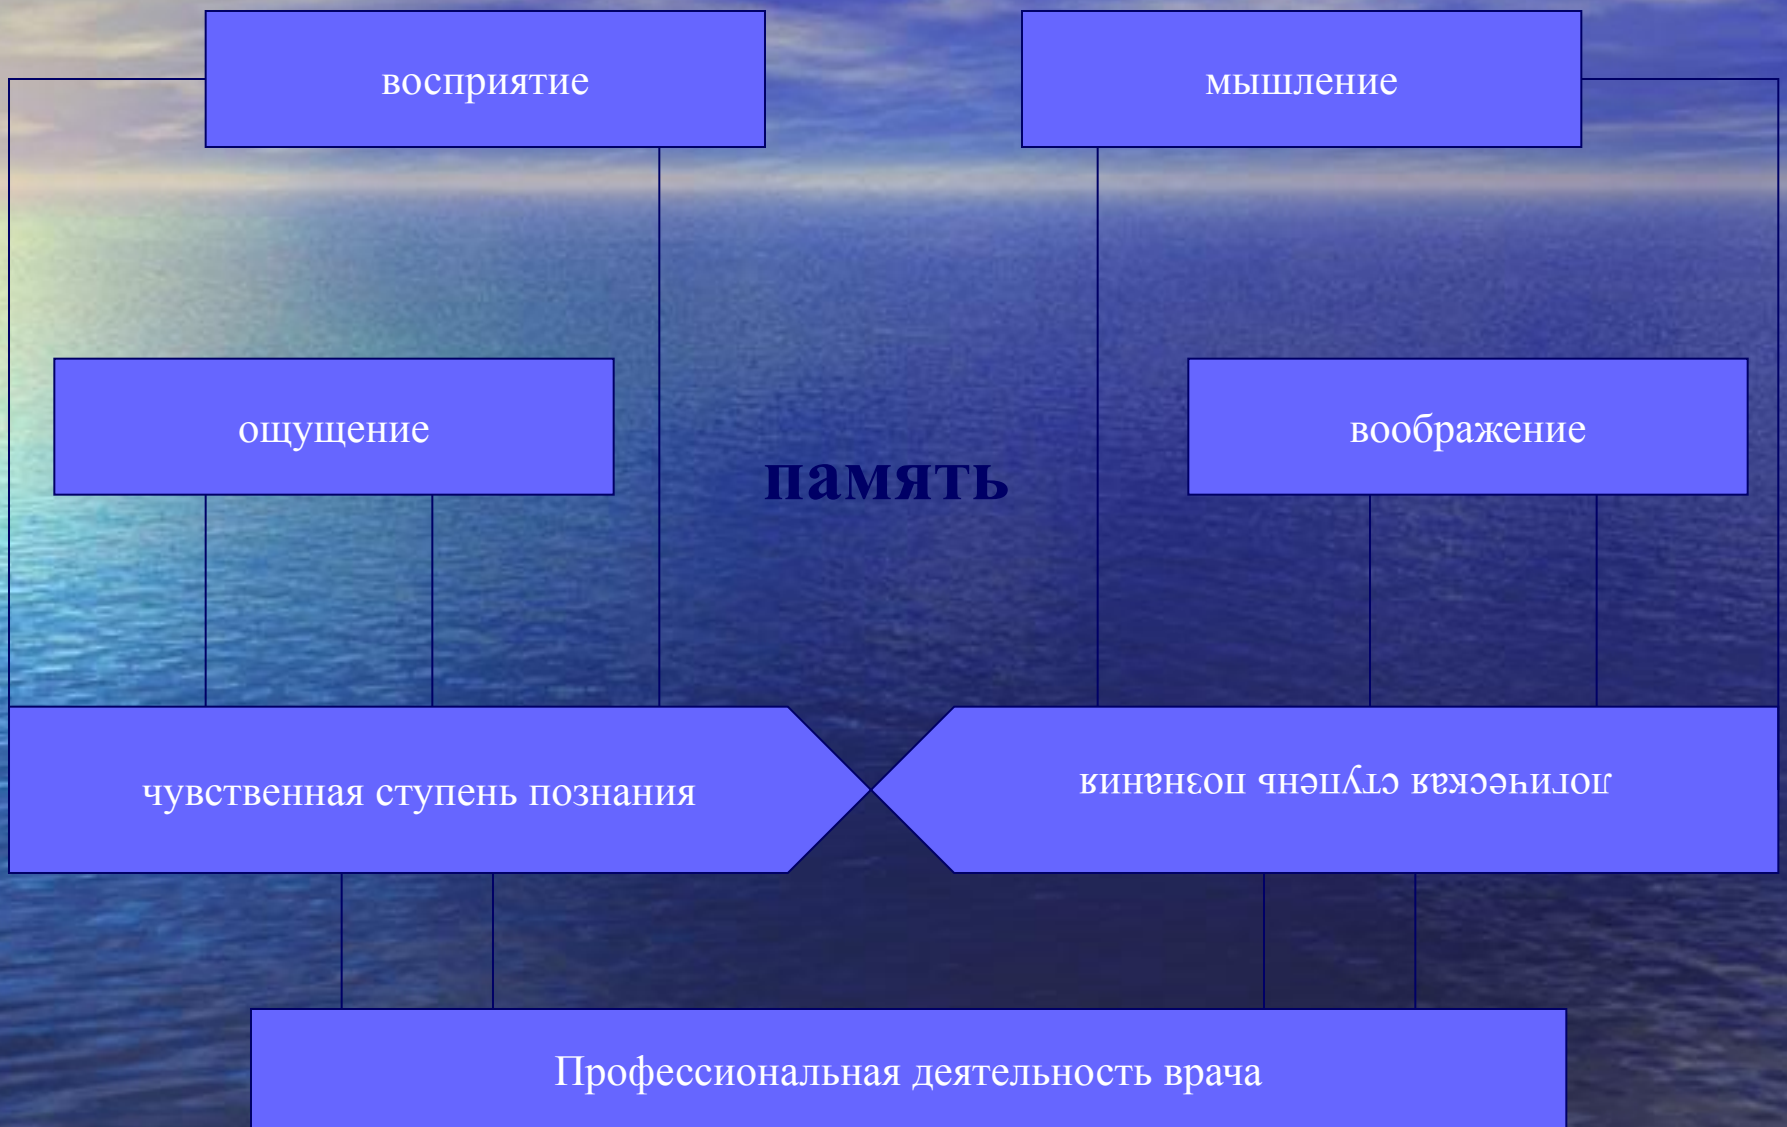 восприятие
мышление
ощущение
воображение
память
чувственная ступень познания
логическая ступень познания
Профессиональная деятельность врача